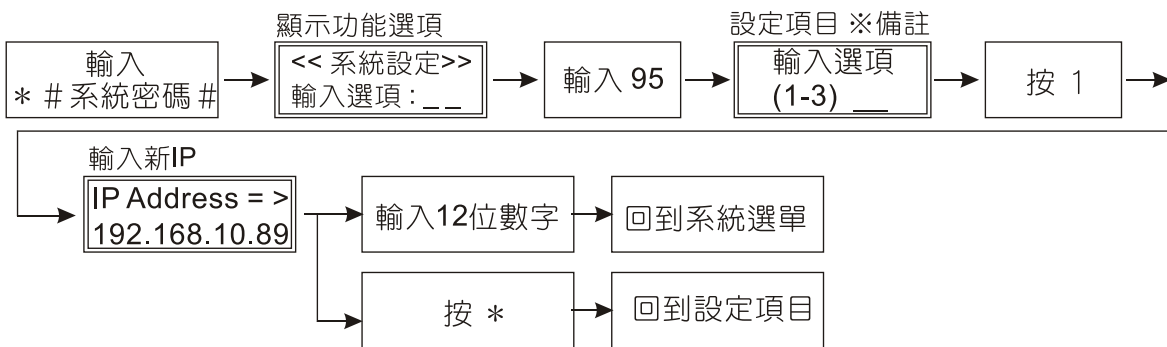 顯示功能選項
設定項目 ※備註
輸入
* #系統密碼#
<< 系統設定>>
輸入選項：_ _
輸入 95
輸入選項
(1-3) __
按 1
輸入新IP
IP Address = >
192.168.10.89
輸入12位數字
回到系統選單
按 *
回到設定項目